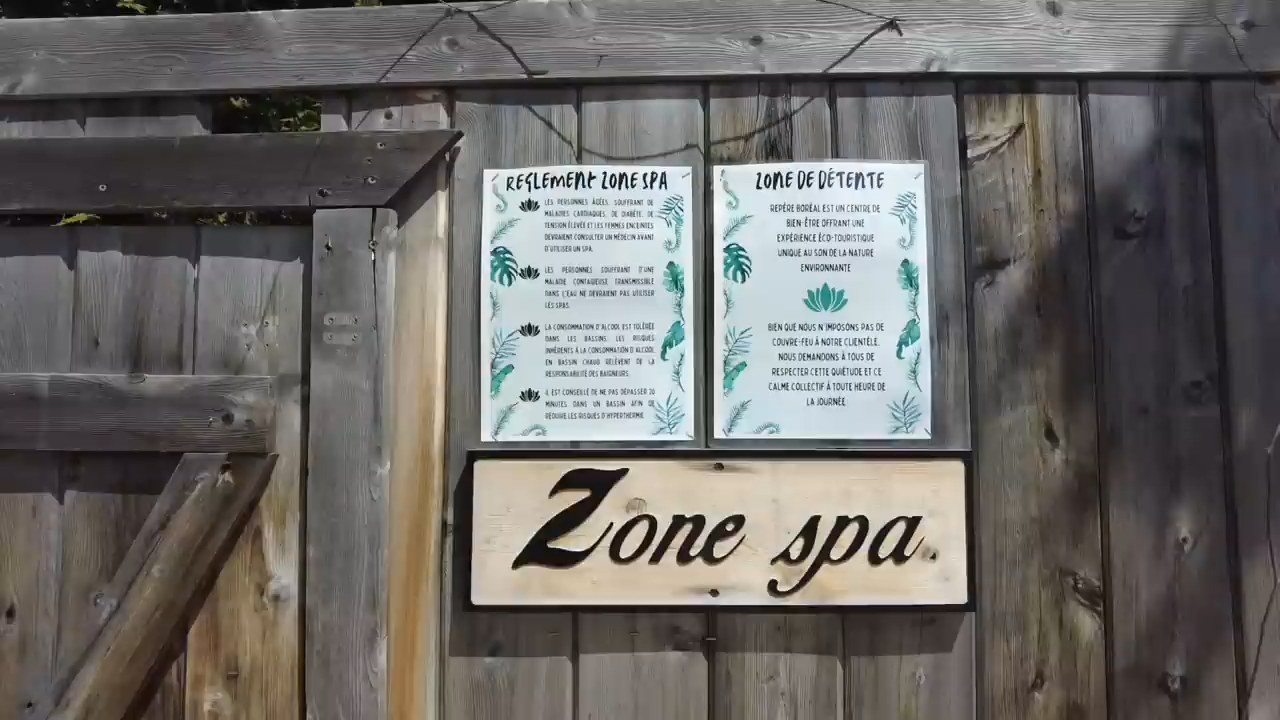 REGLEMENT ZONE SPA
LES PERSONNES ÂGÉES, SOUFFRANT DE
MALADIES CARDIAQUES, DE DIABÈTE, DE
TENSION ÉLEVÉE ET LES FEMMES ENCEINTES
DEVRAIENT CONSULTER UN MÉDECIN AVANT
D'UTILISER UN SPA.
LES PERSONNES SOUFFRANT D'UNE
MALADIE CONTAGIEUSE TRANSMISSIBLE
DANS L'EAU NE DEVRAIENT PAS UTILISER
LES SPAS.
LA CONSOMMATION D'ALCOOL EST TOLÉRÉE
DANS LES BASSINS. LES RISQUES
INHÉRENTS À LA CONSOMMATION D'ALCOOL
EN BASSIN CHAUD RELÈVENT DE LA
RESPONSABILITÉ DES BAIGNEURS.
IL EST CONSEILLÉ DE NE PAS DÉPASSER 20
MINUTES DANS UN BASSIN AFIN DE
RÉDUIRE LES RISQUES D'HYPERTHERMIE.
ZONE DE DÉTENTE
REPÈRE BORÉAL EST UN CENTRE DE
BIEN-ÊTRE OFFRANT UNE
EXPÉRIENCE ÉCO-TOURISTIQUE
UNIQUE AU SON DE LA NATURE
ENVIRONNANTE
BIEN QUE NOUS N'IMPOSONS PAS DE
COUVRE-FEU À NOTRE CLIENTÈLE,
NOUS DEMANDONS À TOUS DE
RESPECTER CETTE QUIÉTUDE ET CE
CALME COLLECTIF À TOUTE HEURE DE
LA JOURNÉE
Zone spa.